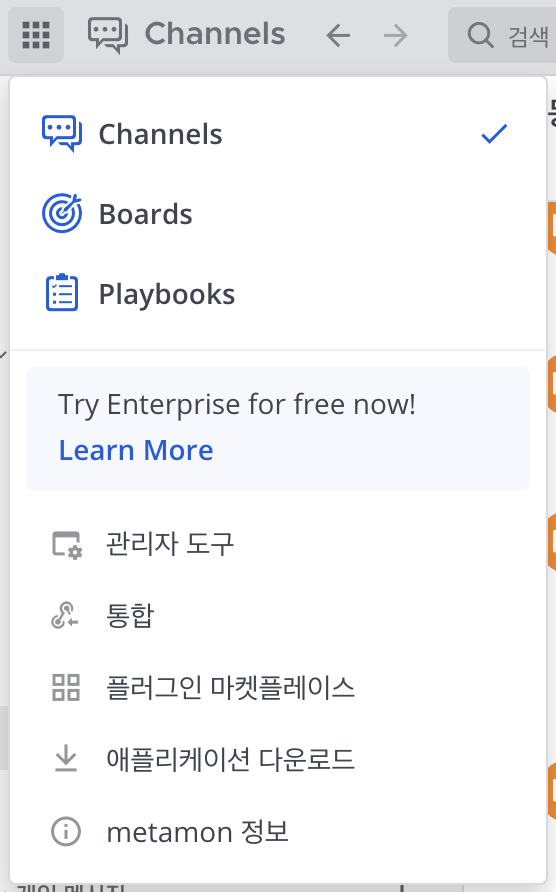 Channels
검색
Channels
Boards
Playbooks
Try Enterprise for free now!
Learn More
관리자 도구
통합
플러그인 마켓플레이스
애플리케이션 다운로드
metamon 정보